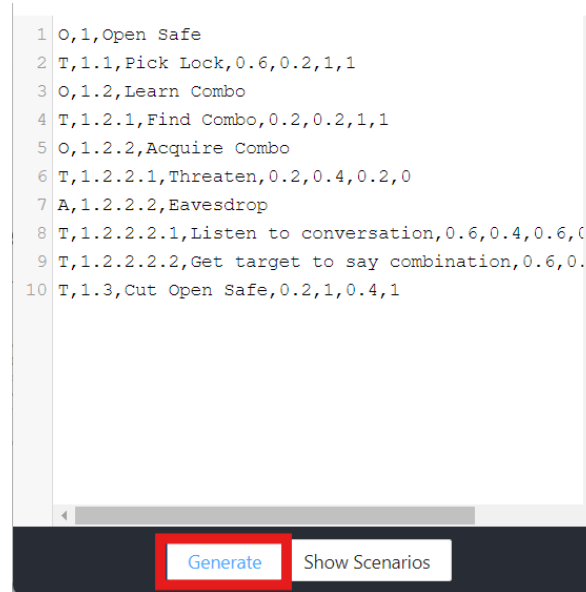 1 O,1,Open Safe
2 T,1.1,Pick Lock,0.6,0.2,1,1
3 O,1.2,Learn Combo
4 T,1.2.1,Find Combo,0.2,0.2,1,1
5 O,1.2.2,Acquire Combo
6 T,1.2.2.1,Threaten,0.2,0.4,0.2,0
7 A,1.2.2.2,Eavesdrop
8 T,1.2.2.2.1,Listen to conversation,0.6,0.4,0.6,0
9 T,1.2.2.2.2,Get target to say combination,0.6,0.
10 T,1.3,Cut Open Safe,0.2,1,0.4,1
Generate Show Scenarios